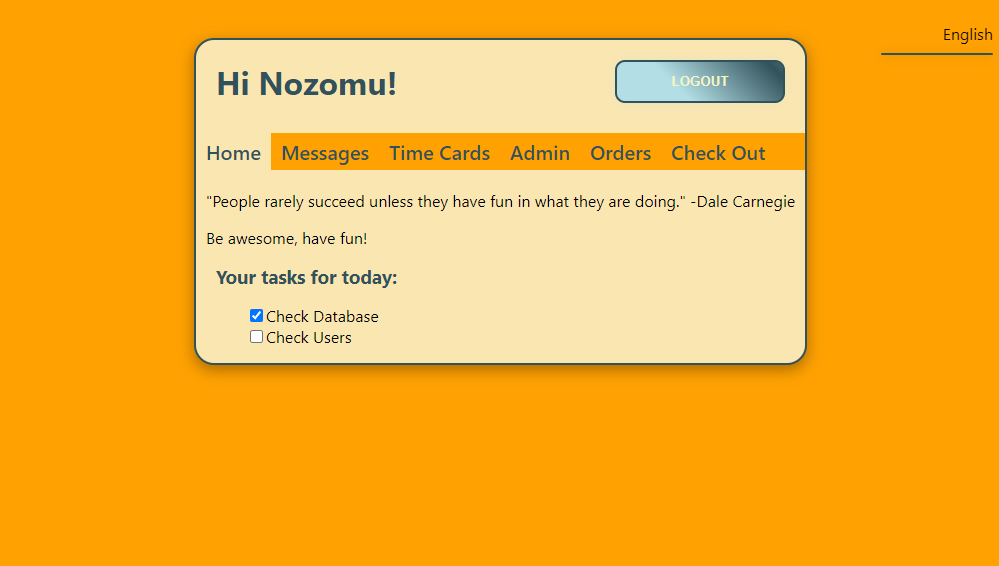 English
Hi Nozomu!
LOGOUT
Home Messages Time Cards Admin Orders Check Out
"People rarely succeed unless they have fun in what they are doing." -Dale Carnegie
Be awesome, have fun!
Your tasks for today:
Check Database
Check Users